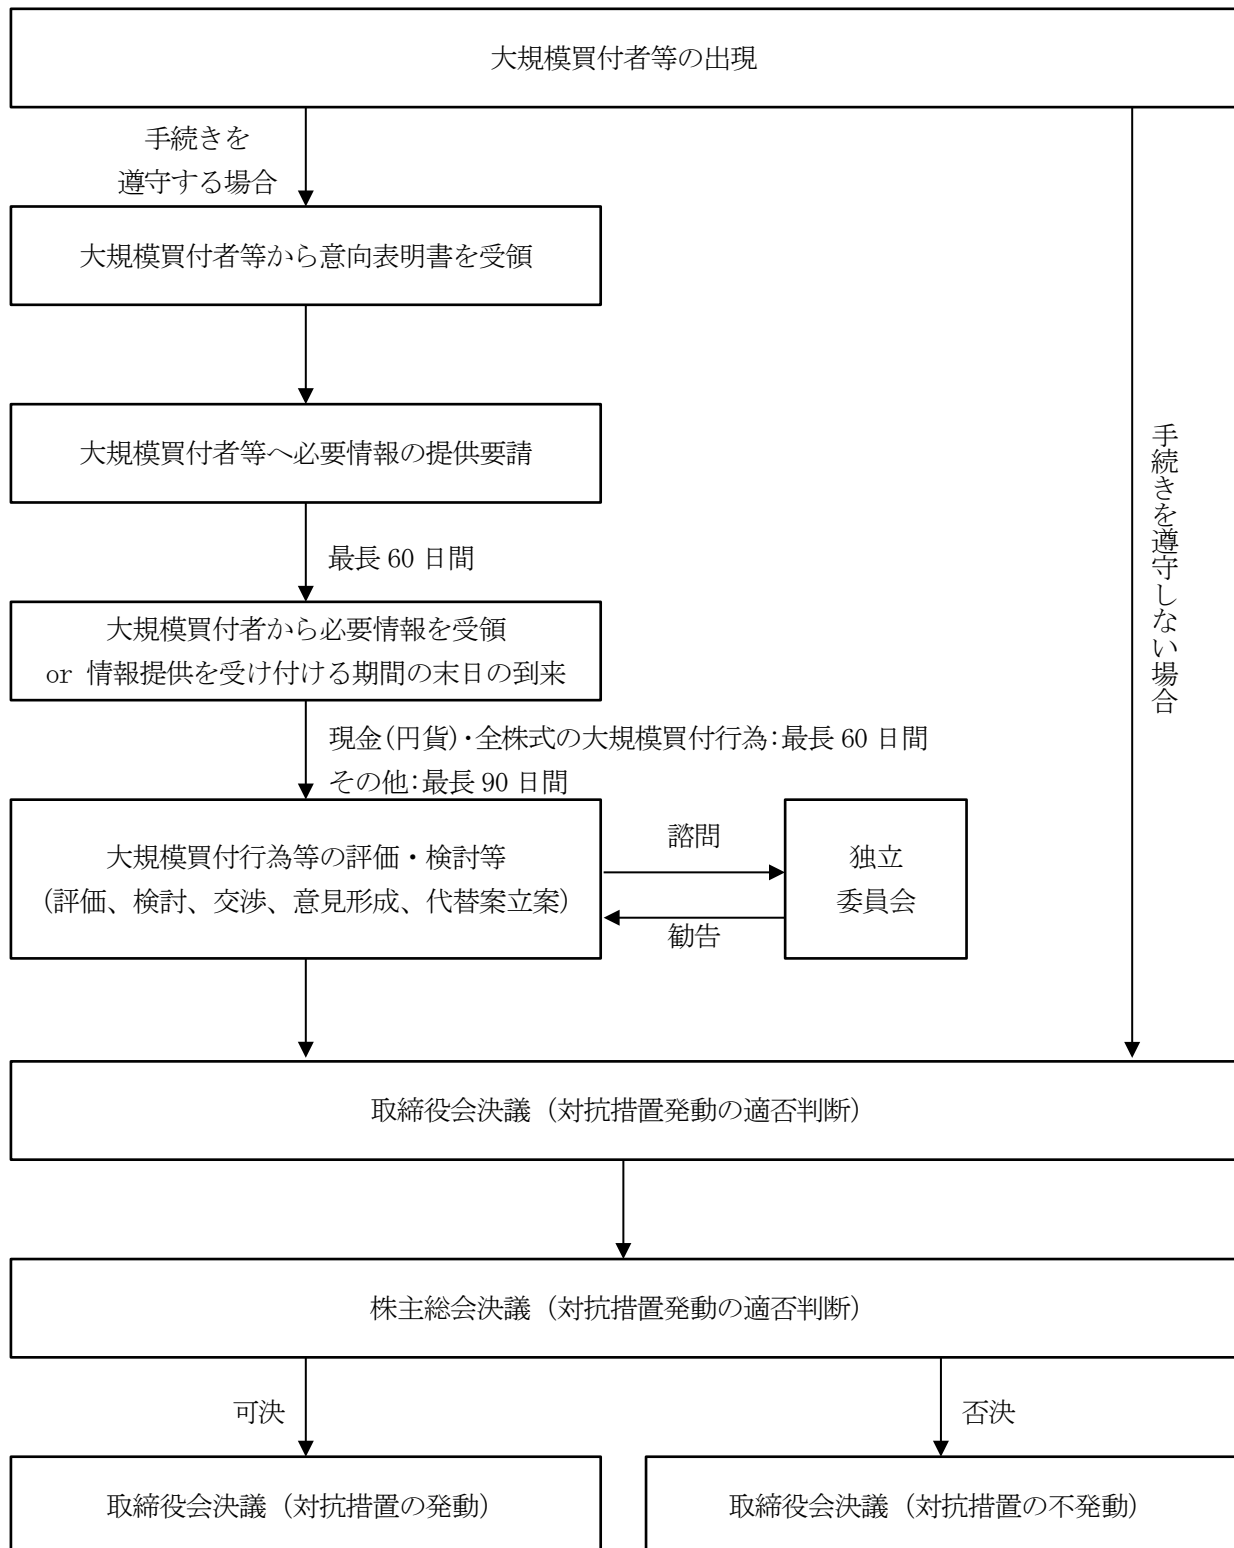 大規模買付者等の出現
手続きを
遵守する場合
大規模買付者等から意向表明書を受領
大規模買付者等へ必要情報の提供要請
手続きを遵守しない場合
最長 60 日間
大規模買付者から必要情報を受領
or 情報提供を受け付ける期間の末日の到来
現金(円貨)・全株式の大規模買付行為:最長 60 日間
その他:最長 90 日間
大規模買付行為等の評価・検討等
(評価、検討、交渉、意見形成、代替案立案)
諮問
勧告
独立
委員会
取締役会決議（対抗措置発動の適否判断）
株主総会決議（対抗措置発動の適否判断）
可決
否決
取締役会決議（対抗措置の発動）
取締役会決議（対抗措置の不発動）